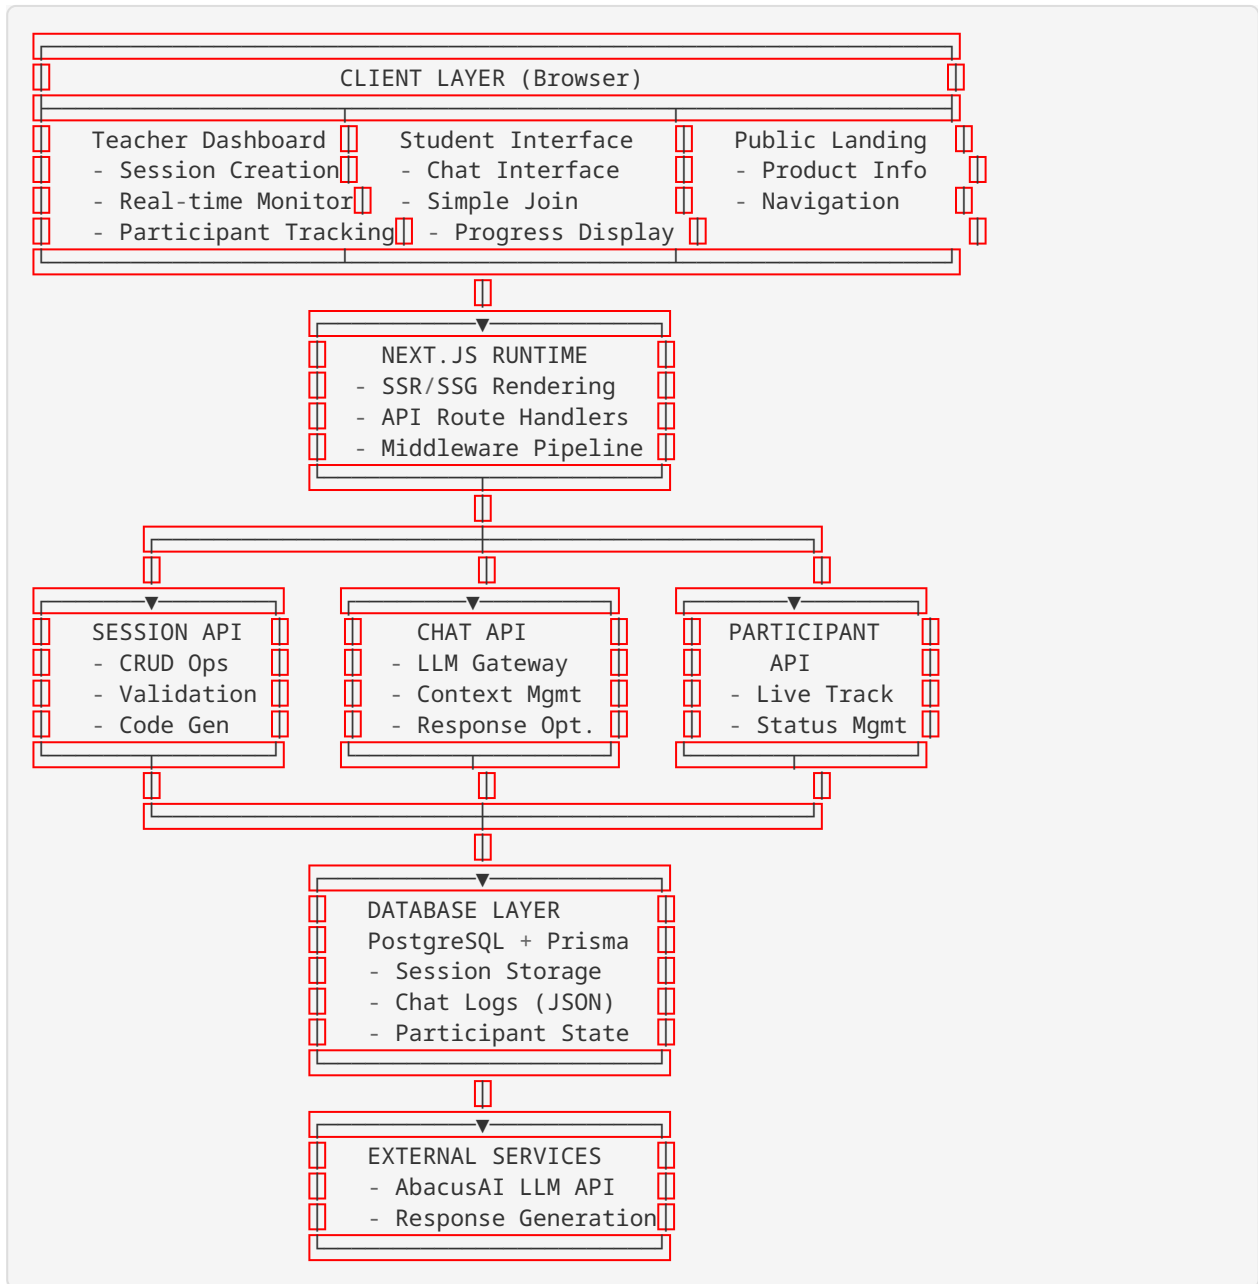 CLIENT LAYER (Browser)
Teacher Dashboard Student Interface Public Landing
- Session Creation - Chat Interface - Product Info
- Real-time Monitor - Simple Join - Navigation
- Participant Tracking - Progress Display
NEXT.JS RUNTIME
- SSR/SSG Rendering
- API Route Handlers
- Middleware Pipeline
SESSION API CHAT API PARTICIPANT
- CRUD Ops - LLM Gateway API
- Validation - Context Mgmt - Live Track
- Code Gen - Response Opt. - Status Mgmt
DATABASE LAYER
PostgreSQL + Prisma
- Session Storage
- Chat Logs (JSON)
- Participant State
EXTERNAL SERVICES
- AbacusAI LLM API
- Response Generation